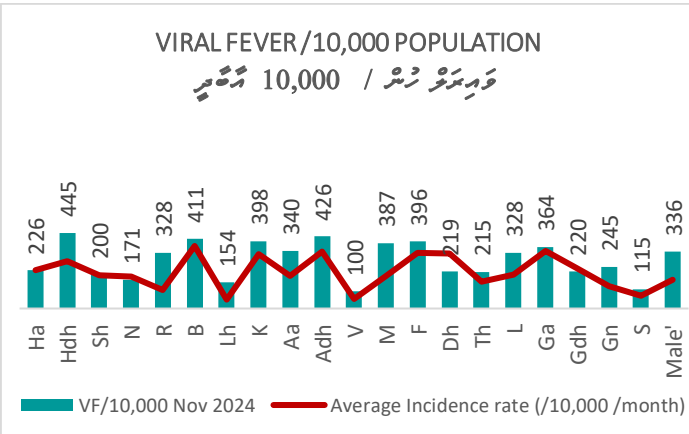 VIRAL FEVER /10,000 POPULATION
ވައިރަލް ހުން / 10,000 އާބާދީ
226
445
200
171
328
411
154
398
340
426
100
387
396
219
215
328
364
220
245
115
336
Ha
Hdh
Sh
N
R
B
Lh
K
Aa
Adh
V
M
F
Dh
Th
L
Ga
Gdh
Gn
S
Male'
VF/10,000 Nov 2024
Average Incidence rate (/10,000 /month)